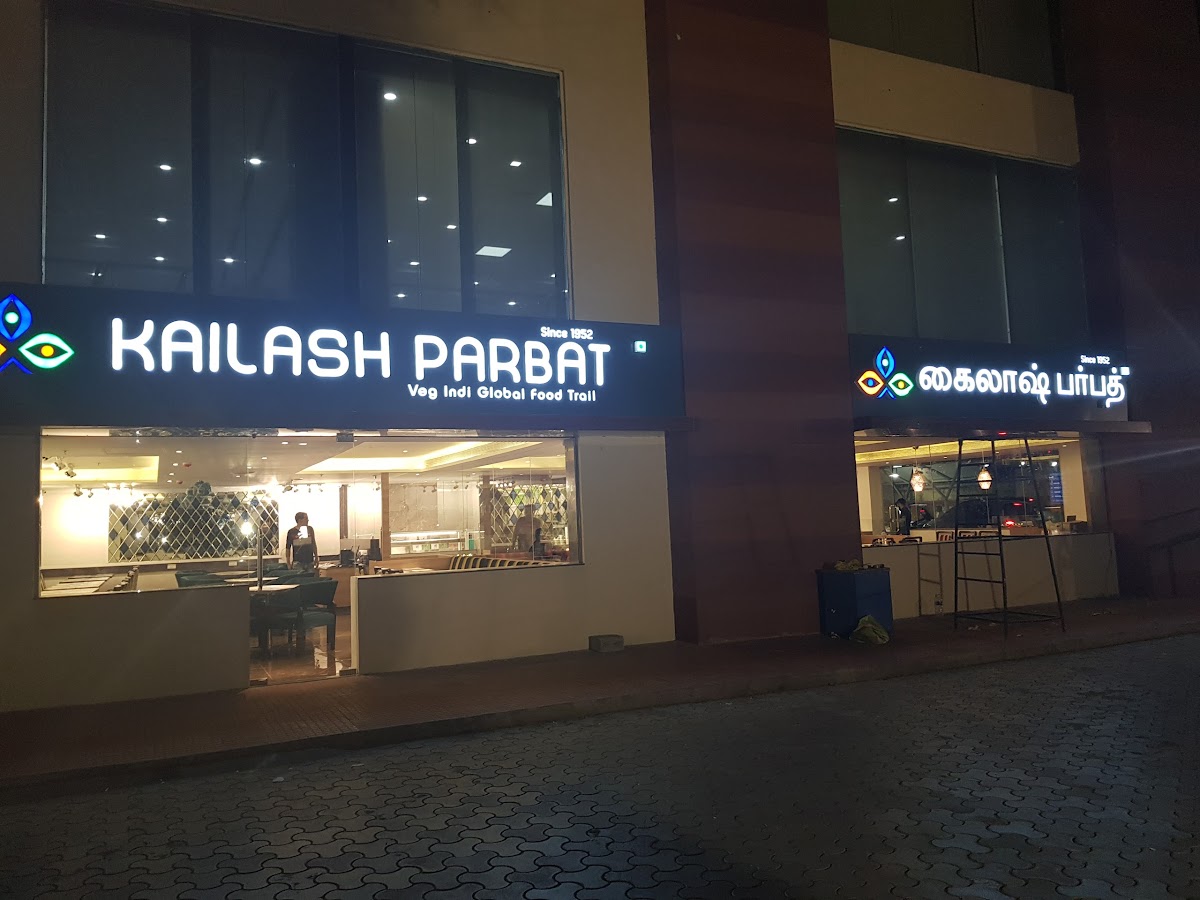 Since 1952
KAILASH PARBAT
Veg Indi Global Food Trail
Since 1952
கைலாஷ் பர்பத்